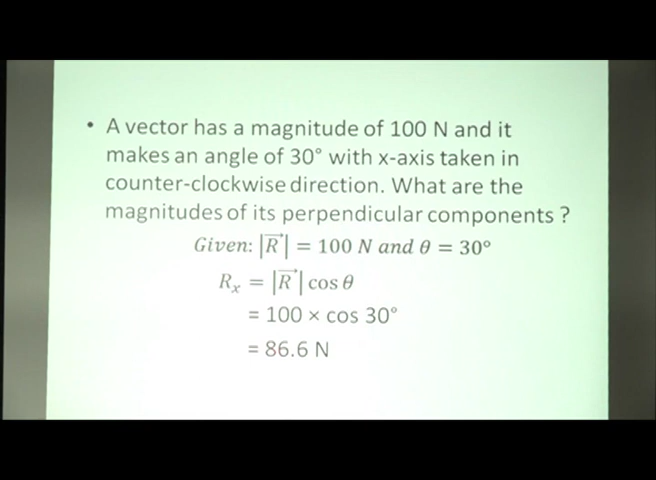 • A vector has a magnitude of 100 N and it
makes an angle of 30° with x-axis taken in
counter-clockwise direction. What are the
magnitudes of its perpendicular components ?
Given: |R⃗| = 100 N and θ = 30°
Rₓ = |R⃗| cos θ
= 100 × cos 30°
= 86.6 N